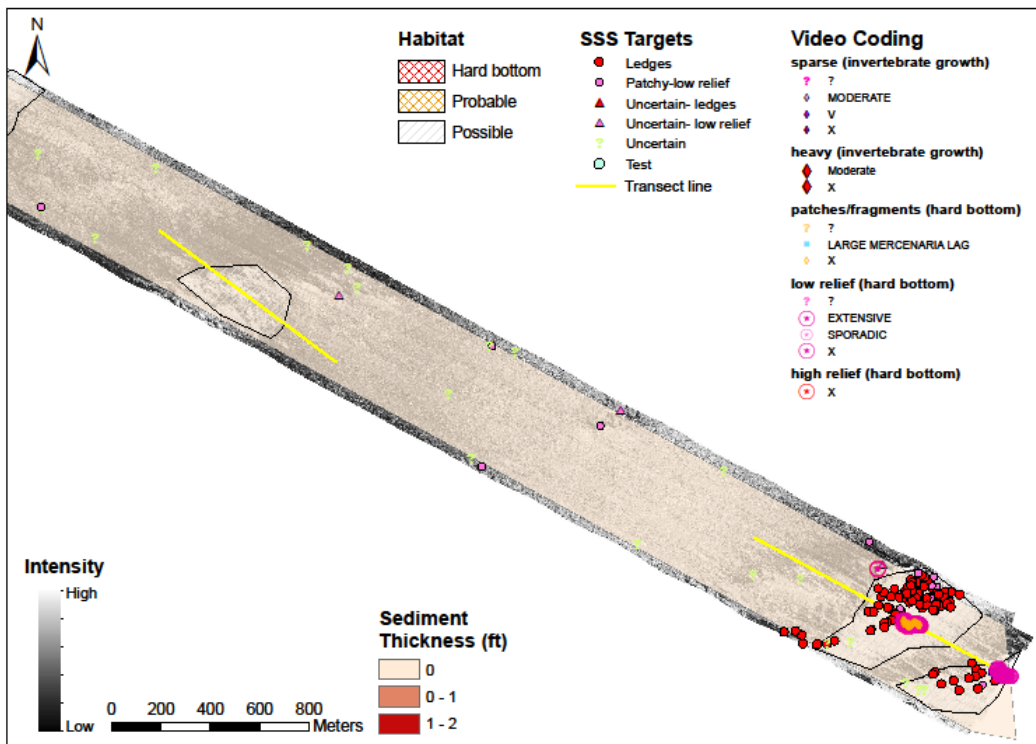 N
Habitat
Hard bottom
Probable
Possible
SSS Targets
Ledges
Patchy-low relief
Uncertain- ledges
Uncertain- low relief
? Uncertain
Test
Transect line
Video Coding
sparse (invertebrate growth)
? ?
MODERATE
V
X
heavy (invertebrate growth)
Moderate
X
patches/fragments (hard bottom)
? ?
LARGE MERCENARIA LAG
X
low relief (hard bottom)
? ?
EXTENSIVE
SPORADIC
X
high relief (hard bottom)
X
Intensity
High
Low
0 200 400 600 800
Meters
Sediment
Thickness (ft)
0
0 - 1
1 - 2